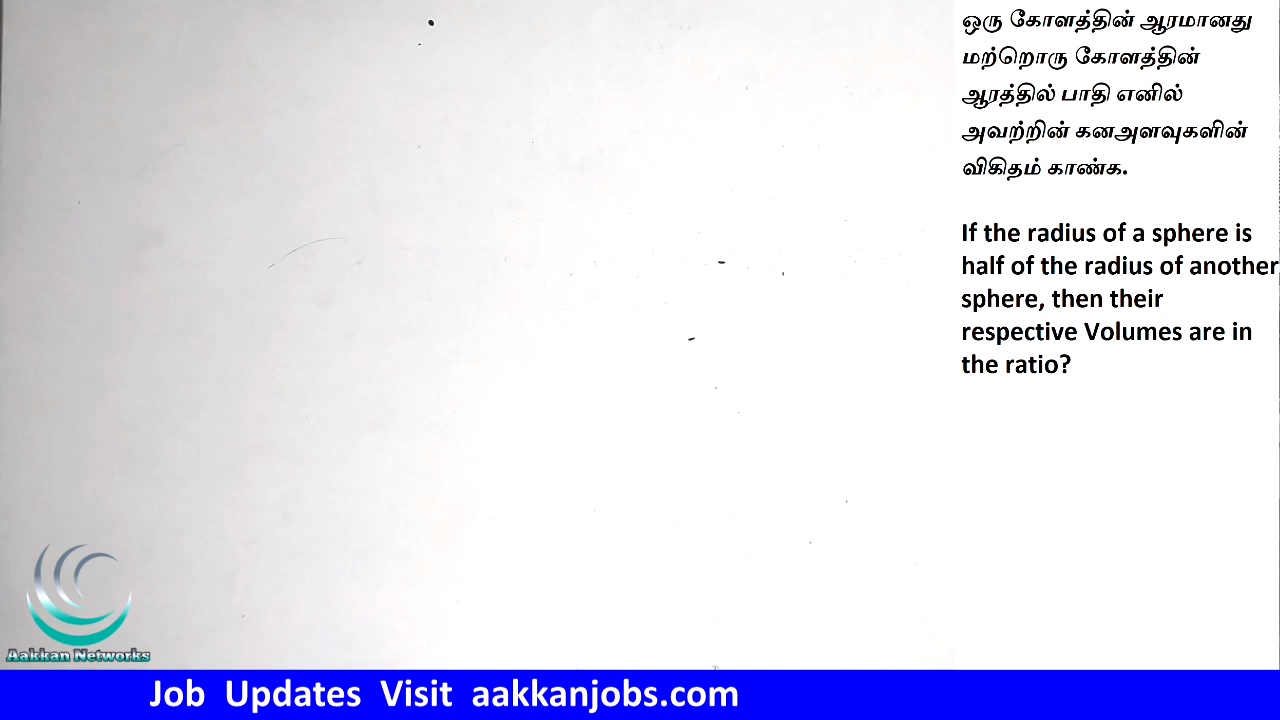 ஒரு கோளத்தின் ஆரமானது
மற்றொரு கோளத்தின்
ஆரத்தில் பாதி எனில்
அவற்றின் கனஅளவுகளின்
விகிதம் காண்க.
If the radius of a sphere is
half of the radius of another
sphere, then their
respective Volumes are in
the ratio?
Aakkan Networks
Job Updates Visit aakkanjobs.com